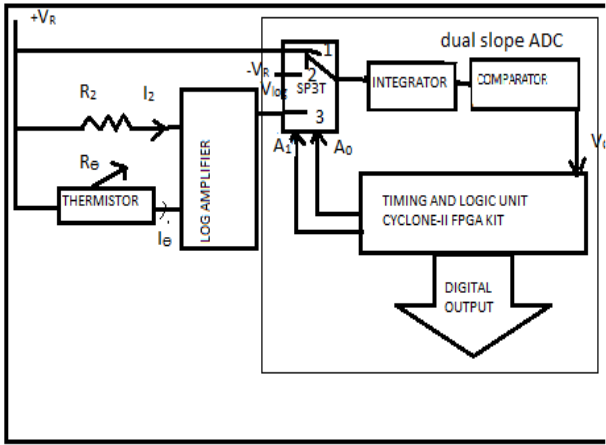 +VR
dual slope ADC
1
-VR
2
SP3T
INTEGRATOR
COMPARATOR
R2
I2
Vlog
3
A1
A0
RΘ
LOG AMPLIFIER
THERMISTOR
IΘ
TIMING AND LOGIC UNIT
CYCLONE-II FPGA KIT
DIGITAL
OUTPUT